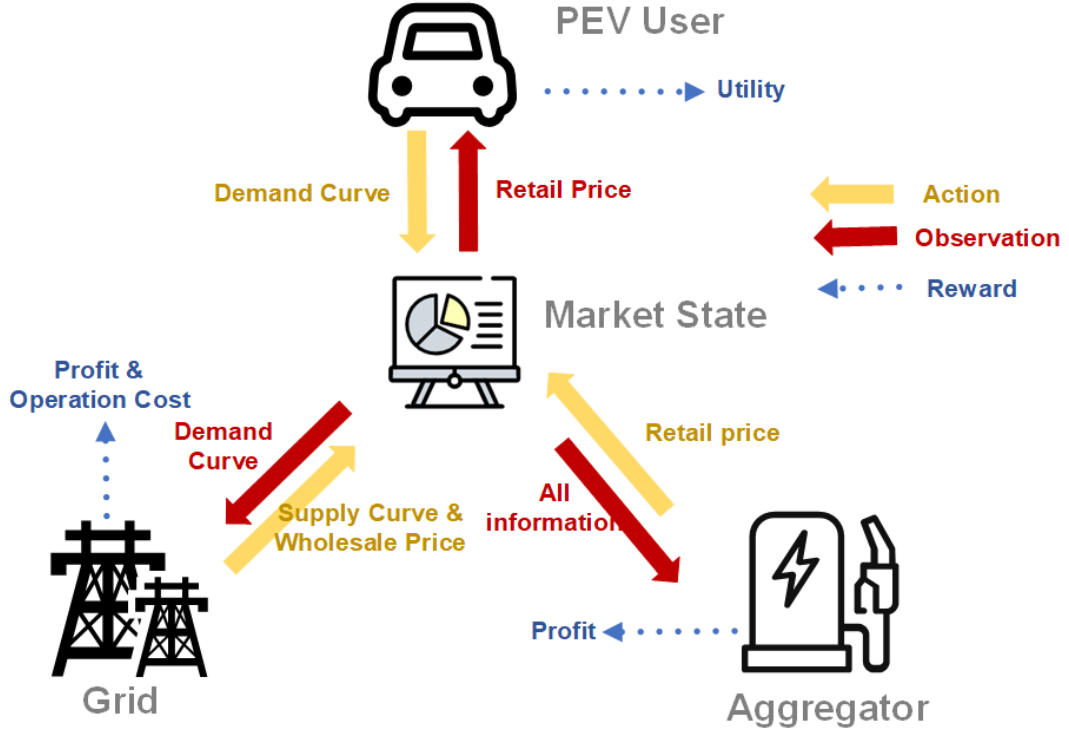 PEV User
Utility
Demand Curve
Retail Price
Action
Observation
Reward
Market State
Profit &
Operation Cost
Demand
Curve
Retail price
All
information
Supply Curve &
Wholesale Price
Profit
Grid
Aggregator